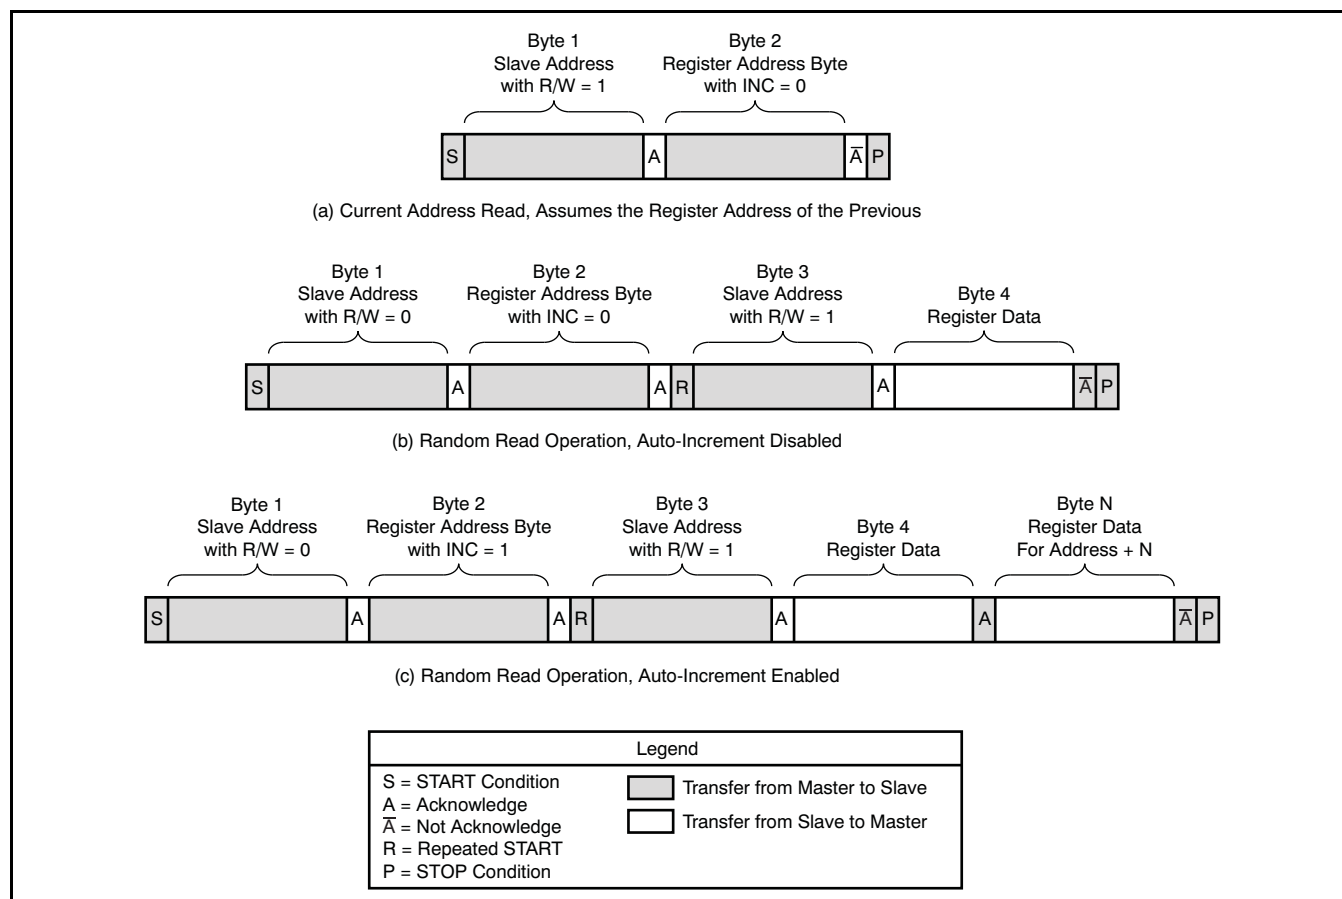 Byte 1
Slave Address
with R/W = 1
Byte 2
Register Address Byte
with INC = 0
S
A
A̅
P
(a) Current Address Read, Assumes the Register Address of the Previous
Byte 1
Slave Address
with R/W = 0
Byte 2
Register Address Byte
with INC = 0
Byte 3
Slave Address
with R/W = 1
Byte 4
Register Data
S
A
A
R
A
A̅
P
(b) Random Read Operation, Auto-Increment Disabled
Byte 1
Slave Address
with R/W = 0
Byte 2
Register Address Byte
with INC = 1
Byte 3
Slave Address
with R/W = 1
Byte 4
Register Data
Byte N
Register Data
For Address + N
S
A
A
R
A
A
A̅
P
(c) Random Read Operation, Auto-Increment Enabled
Legend
S = START Condition
A = Acknowledge
A̅ = Not Acknowledge
R = Repeated START
P = STOP Condition
Transfer from Master to Slave
Transfer from Slave to Master